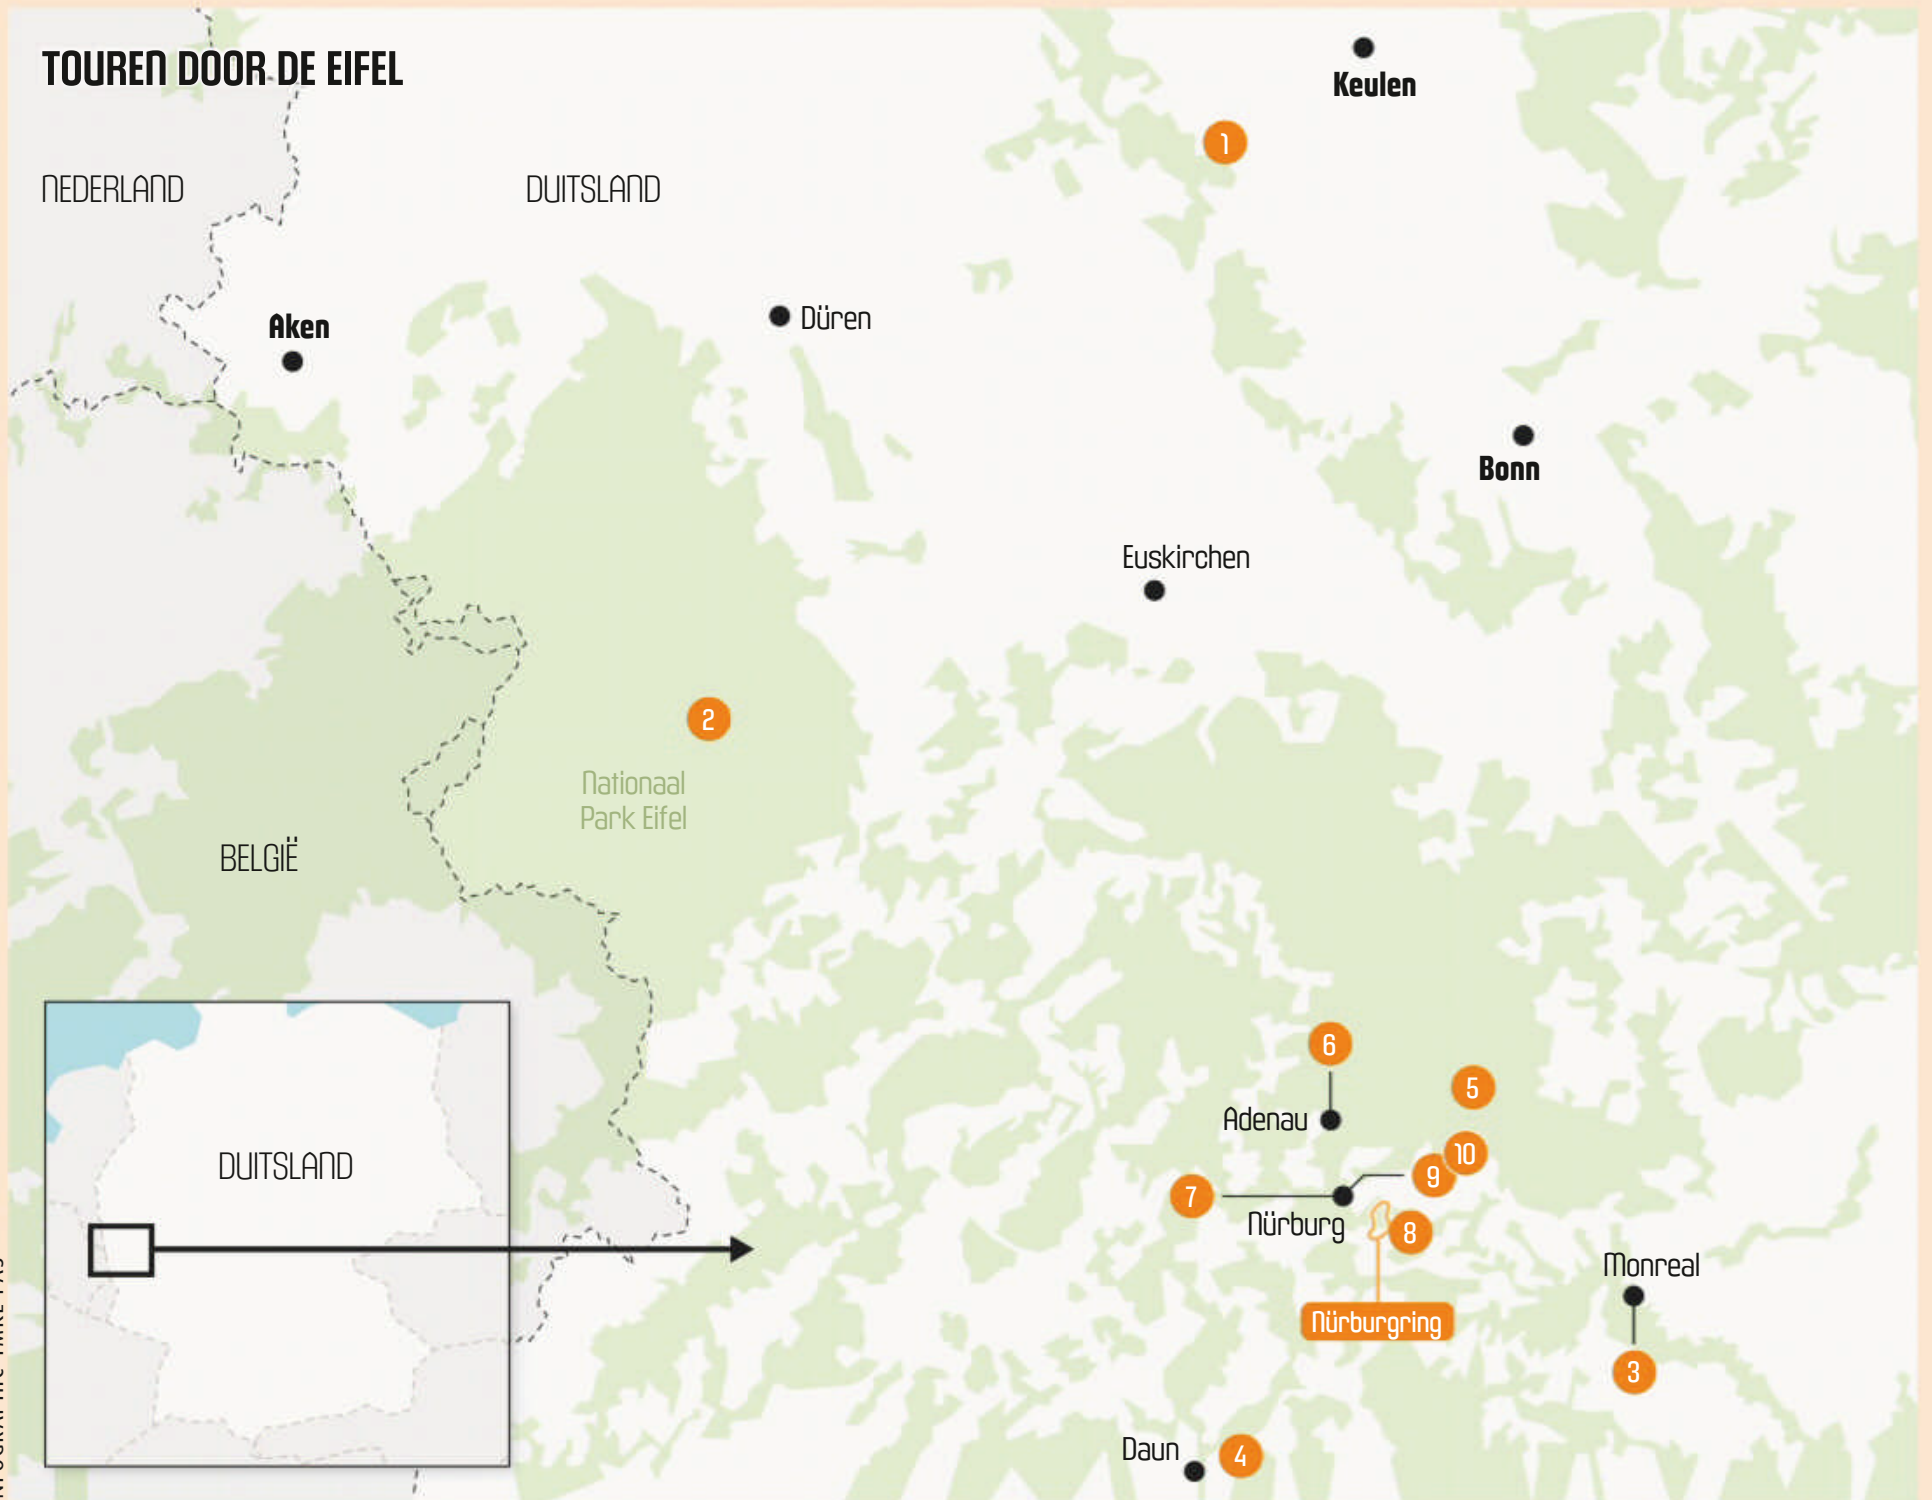 TOUREN DOOR DE EIFEL
Keulen
1
NEDERLAND
DUITSLAND
Aken
Düren
Bonn
Euskirchen
2
Nationaal
Park Eifel
BELGIË
6
5
Adenau
10
9
7
Nürburg
8
DUITSLAND
Monreal
Nürburgring
3
Daun
4